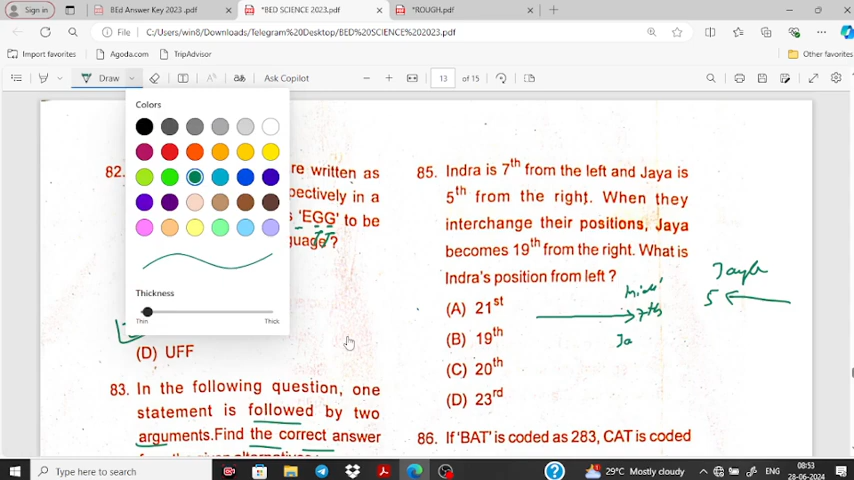 Sign in
BEd Answer Key 2023 .pdf
*BED SCIENCE 2023.pdf
*ROUGH.pdf
File
C:/Users/win8/Downloads/Telegram%20Desktop/BED%20SCIENCE%202023.pdf
Import favorites
Agoda.com
TripAdvisor
Other favorites
Draw
Ask Copilot
13 of 15
Colors
Thickness
Thin
Thick
82.
re written as
pectively in a
s 'EGG' to be
guage?
(D) UFF
83. In the following question, one
statement is followed by two
arguments.Find the correct answer
85. Indra is 7th from the left and Jaya is
5th from the right. When they
interchange their positions, Jaya
becomes 19th from the right. What is
Indra's position from left ?
(A) 21st
(B) 19th
(C) 20th
(D) 23rd
7th
Ja
5
86. If 'BAT' is coded as 283, CAT is coded
Type here to search
29°C Mostly cloudy
ENG
08:53
28-06-2024